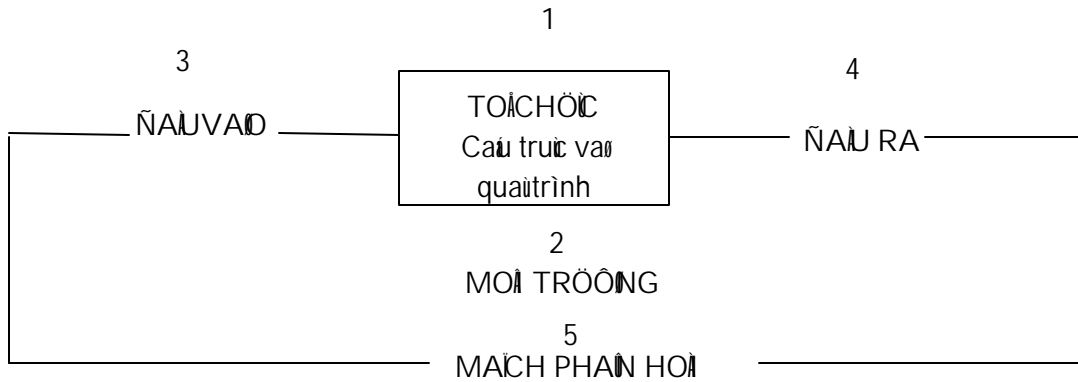 1
3
4
TOÅ CHÖÙC
ÑAÀU VAØO
Caáu truùc vaø
ÑAÀU RA
quaù trình
2
MOÂI TRÖÔØNG
5
MAÏCH PHAÛN HOÀI